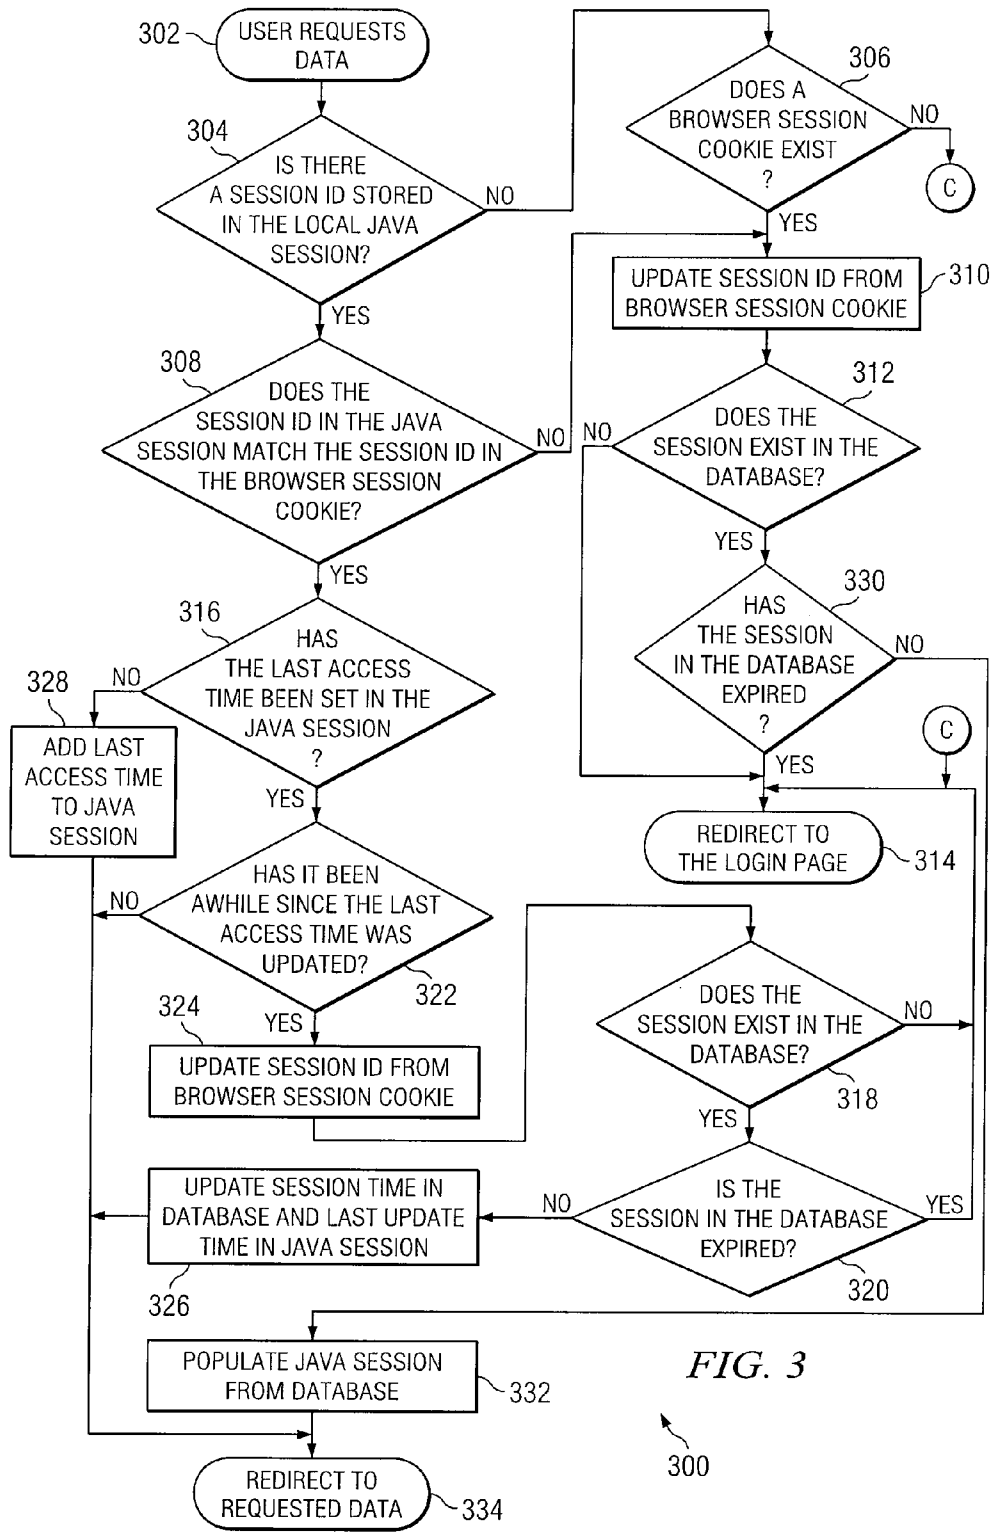 302
USER REQUESTS
DATA
304
IS THERE
A SESSION ID STORED
IN THE LOCAL JAVA
SESSION?
NO
YES
306
DOES A
BROWSER SESSION
COOKIE EXIST
?
NO
C
YES
UPDATE SESSION ID FROM
BROWSER SESSION COOKIE
310
308
DOES THE
SESSION ID IN THE JAVA
SESSION MATCH THE SESSION ID IN
THE BROWSER SESSION
COOKIE?
NO
YES
312
DOES THE
SESSION EXIST IN THE
DATABASE?
NO
YES
330
HAS
THE SESSION
IN THE DATABASE
EXPIRED
?
NO
YES
C
REDIRECT TO
THE LOGIN PAGE
314
316
HAS
THE LAST ACCESS
TIME BEEN SET IN THE
JAVA SESSION
?
NO
YES
328
ADD LAST
ACCESS TIME
TO JAVA
SESSION
HAS IT BEEN
AWHILE SINCE THE LAST
ACCESS TIME WAS
UPDATED?
NO
322
YES
324
UPDATE SESSION ID FROM
BROWSER SESSION COOKIE
DOES THE
SESSION EXIST IN THE
DATABASE?
NO
318
YES
IS THE
SESSION IN THE DATABASE
EXPIRED?
NO
YES
320
UPDATE SESSION TIME IN
DATABASE AND LAST UPDATE
TIME IN JAVA SESSION
326
POPULATE JAVA SESSION
FROM DATABASE
332
REDIRECT TO
REQUESTED DATA
334
FIG. 3
300